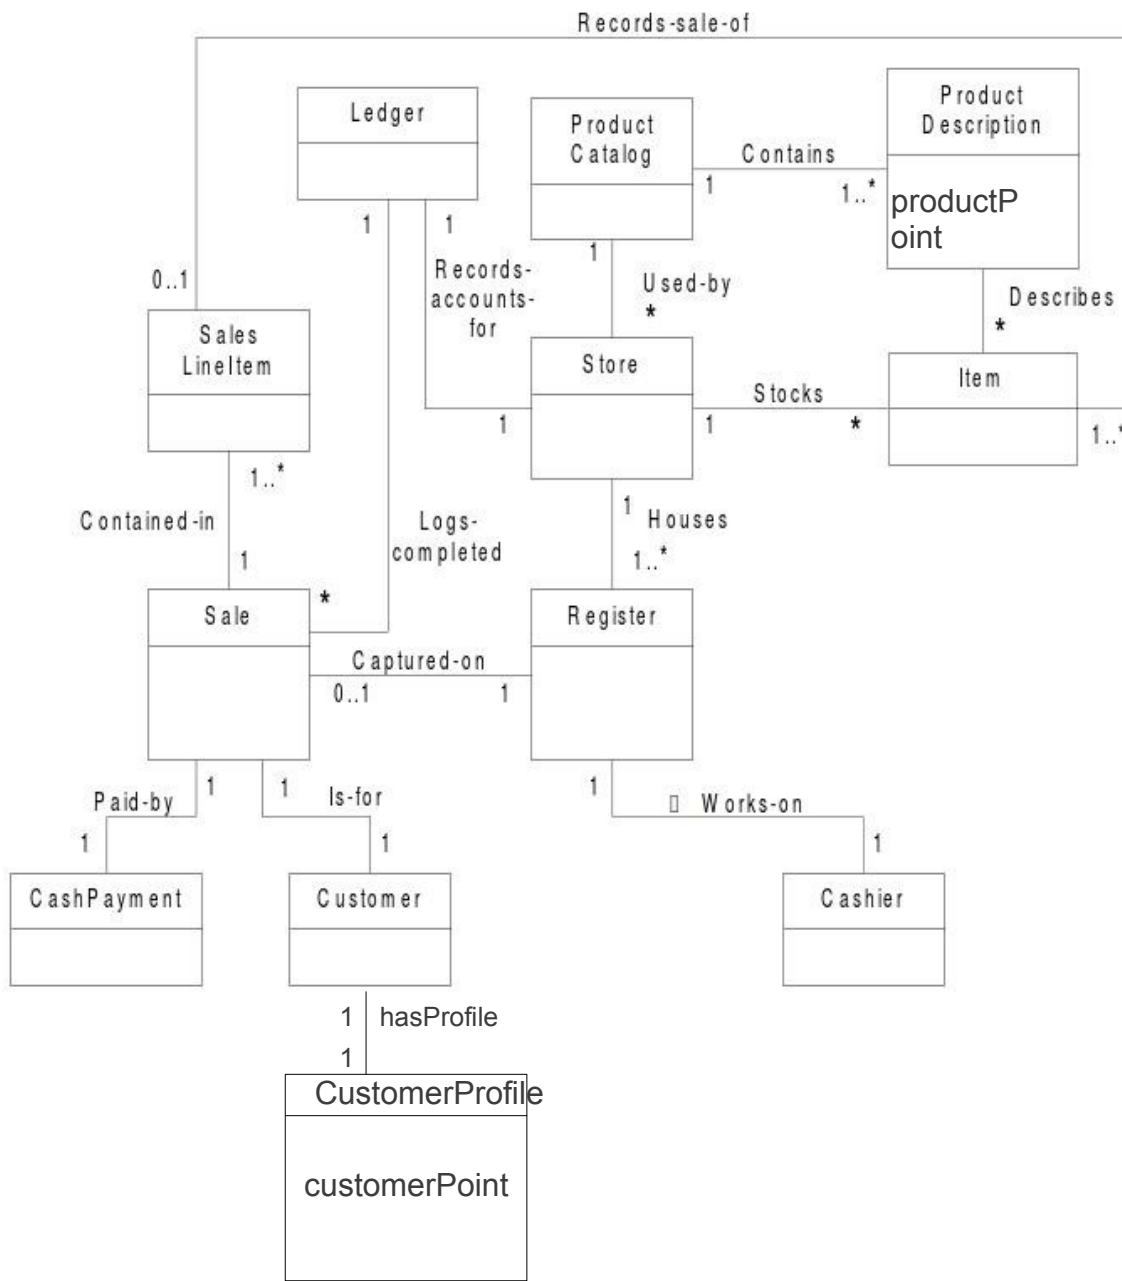 Records-sale-of
Ledger
Product
Catalog
Product
Description
Contains
1
1..*
productP
oint
1
1
1
Records-
accounts-
for
Used-by
*
Describes
*
0..1
Sales
LineItem
Store
Item
Stocks
1
1
*
1..*
1..*
Contained-in
1
Logs-
completed
1
Houses
1..*
Sale
*
Register
Captured-on
0..1
1
Paid-by
1
1
Is-for
1
Works-on
1
1
1
CashPayment
Customer
Cashier
1
hasProfile
1
CustomerProfile
customerPoint